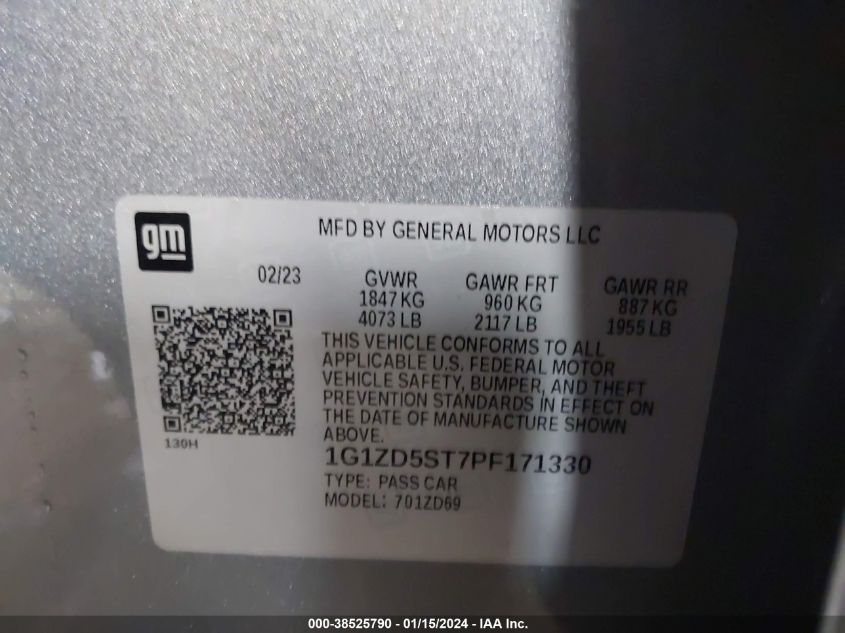 gm
MFD BY GENERAL MOTORS LLC
02/23
GVWR
1847 KG
4073 LB
GAWR FRT
960 KG
2117 LB
GAWR RR
887 KG
1955 LB
THIS VEHICLE CONFORMS TO ALL
APPLICABLE U.S. FEDERAL MOTOR
VEHICLE SAFETY, BUMPER, AND THEFT
PREVENTION STANDARDS IN EFFECT ON
THE DATE OF MANUFACTURE SHOWN
ABOVE.
130H
1G1ZD5ST7PF171330
TYPE: PASS CAR
MODEL: 701ZD69
000-38525790 - 01/15/2024 - IAA Inc.